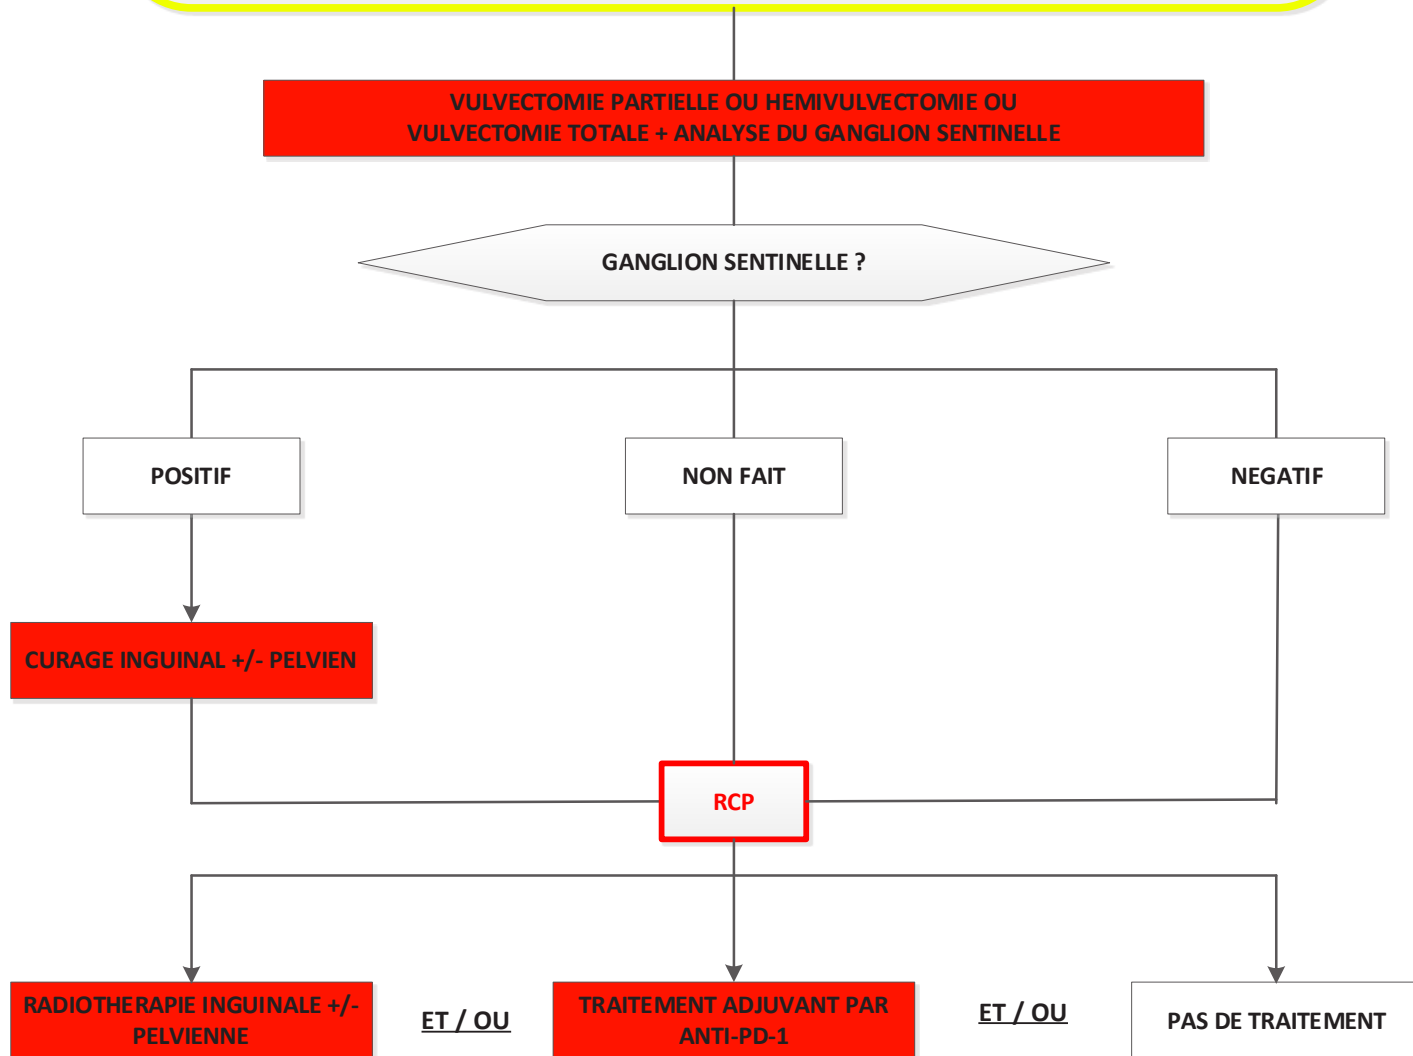 VULVECTOMIE PARTIELLE OU HEMIVULVECTOMIE OU
VULVECTOMIE TOTALE + ANALYSE DU GANGLION SENTINELLE
GANGLION SENTINELLE ?
POSITIF
NON FAIT
NEGATIF
CURAGE INGUINAL +/- PELVIEN
RCP
RADIOTHERAPIE INGUINALE +/-
PELVIENNE
ET / OU
TRAITEMENT ADJUVANT PAR
ANTI-PD-1
ET / OU
PAS DE TRAITEMENT